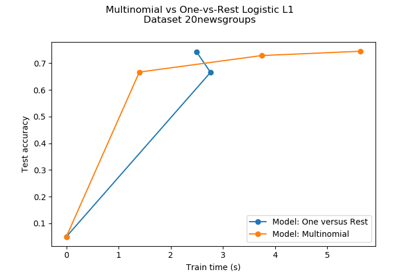 Multinomial vs One-vs-Rest Logistic L1
Dataset 20newsgroups
0.7
0.6
0.5
0.4
0.3
0.2
0.1
Test accuracy
0
1
2
3
4
5
Train time (s)
Model: One versus Rest
Model: Multinomial